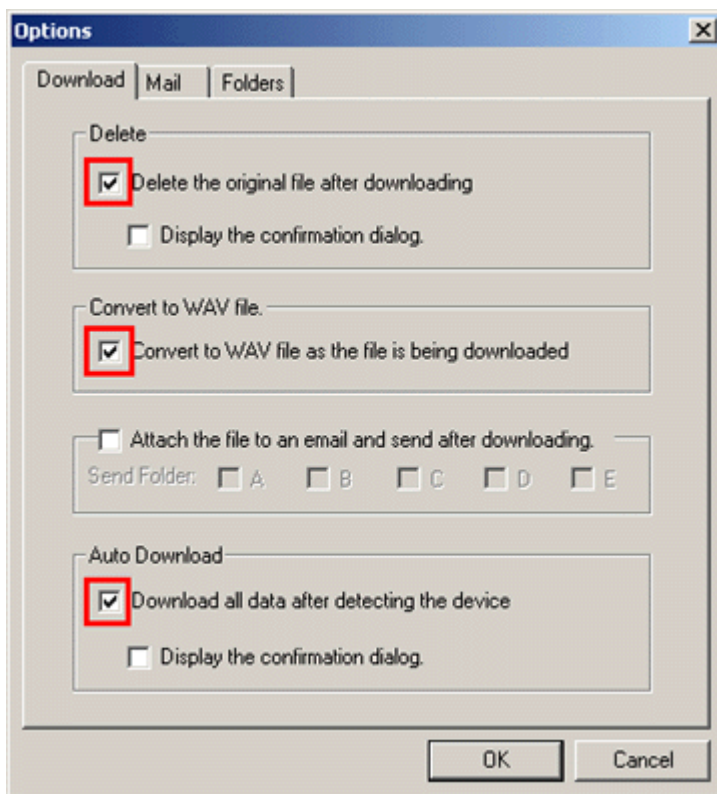 Options
Download Mail Folders
Delete
Delete the original file after downloading
Display the confirmation dialog.
Convert to WAV file.
Convert to WAV file as the file is being downloaded
Attach the file to an email and send after downloading.
Send Folder: A B C D E
Auto Download
Download all data after detecting the device
Display the confirmation dialog.
OK Cancel